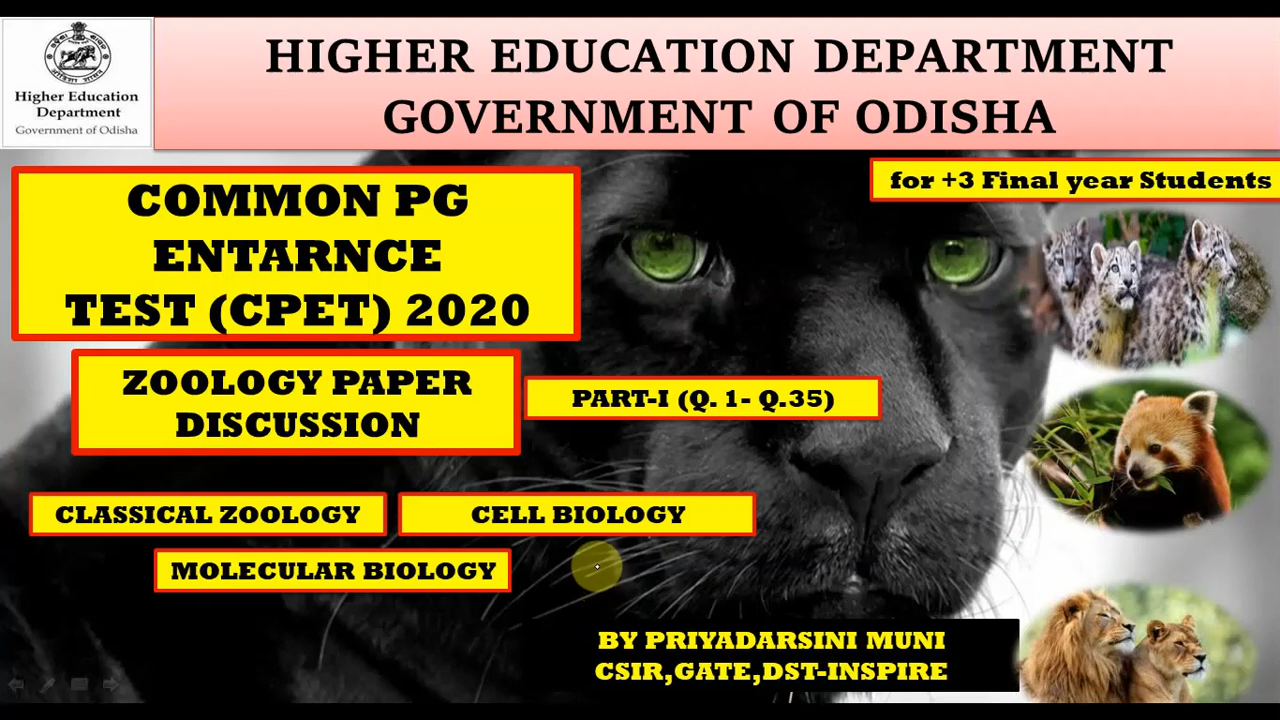 Higher Education
Department
Government of Odisha
HIGHER EDUCATION DEPARTMENT
GOVERNMENT OF ODISHA
for +3 Final year Students
COMMON PG
ENTARNCE
TEST (CPET) 2020
ZOOLOGY PAPER
DISCUSSION
PART-I (Q. 1- Q.35)
CLASSICAL ZOOLOGY
CELL BIOLOGY
MOLECULAR BIOLOGY
BY PRIYADARSINI MUNI
CSIR,GATE,DST-INSPIRE